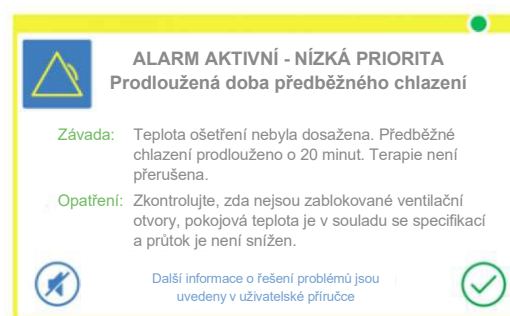 ALARM AKTIVNÍ - NÍZKÁ PRIORITA
Prodloužená doba předběžného chlazení
Závada: Teplota ošetření nebyla dosažena. Předběžné
chlazení prodlouženo o 20 minut. Terapie není
přerušena.
Opatření: Zkontrolujte, zda nejsou zablokované ventilační
otvory, pokojová teplota je v souladu se specifikací
a průtok je není snížen.
Další informace o řešení problémů jsou
uvedeny v uživatelské příručce